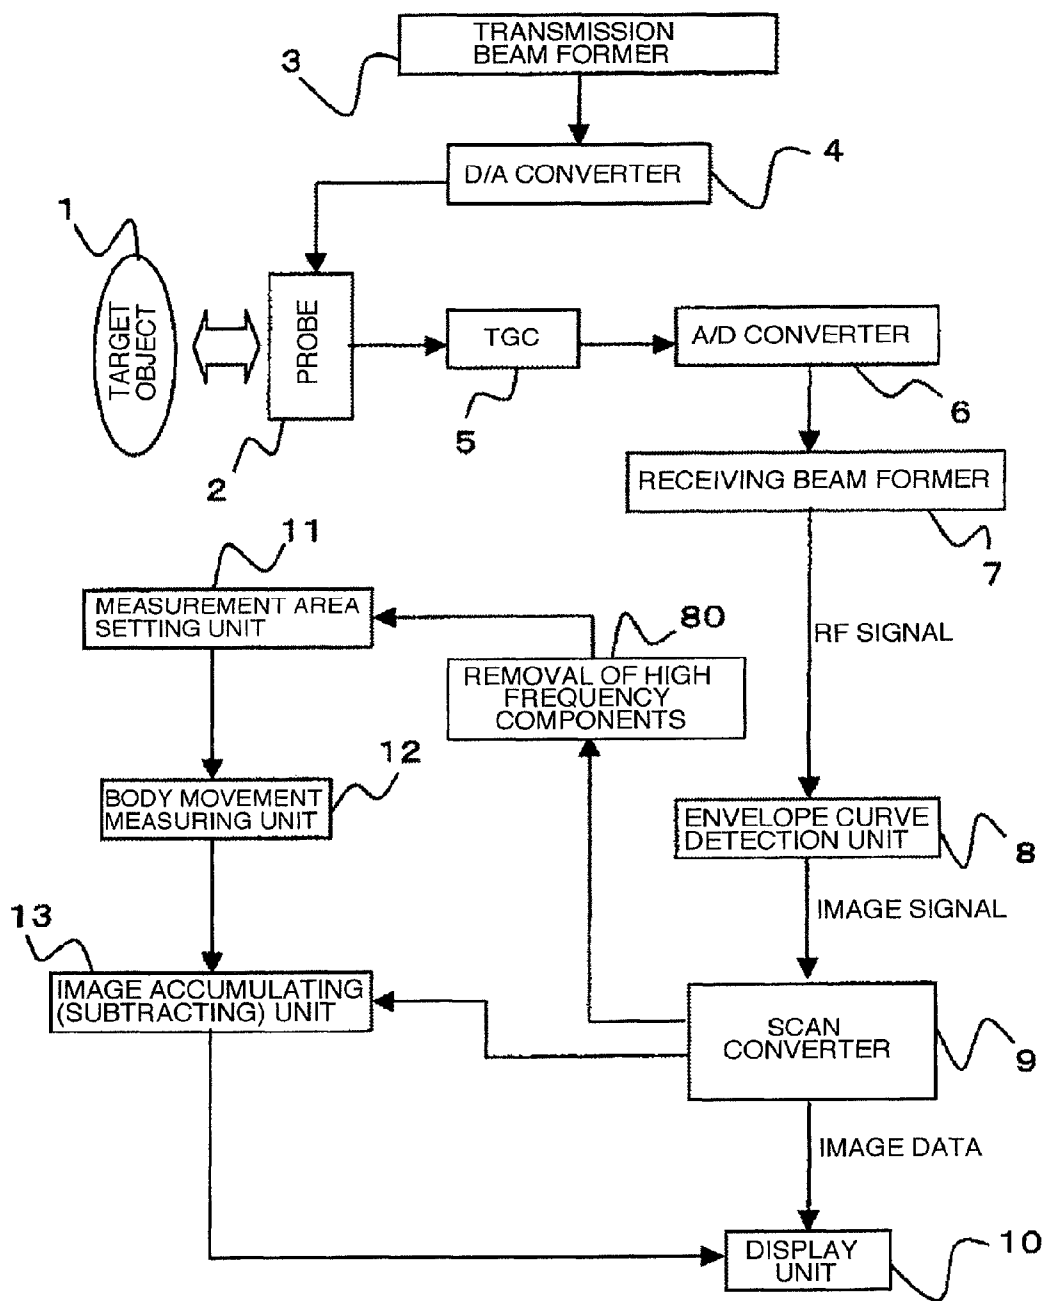 TRANSMISSION
BEAM FORMER
3
D/A CONVERTER
4
1
TARGET
OBJECT
PROBE
2
TGC
5
A/D CONVERTER
6
RECEIVING BEAM FORMER
7
11
MEASUREMENT AREA
SETTING UNIT
80
REMOVAL OF HIGH
FREQUENCY
COMPONENTS
RF SIGNAL
12
BODY MOVEMENT
MEASURING UNIT
ENVELOPE CURVE
DETECTION UNIT
8
IMAGE SIGNAL
13
IMAGE ACCUMULATING
(SUBTRACTING) UNIT
SCAN
CONVERTER
9
IMAGE DATA
DISPLAY
UNIT
10